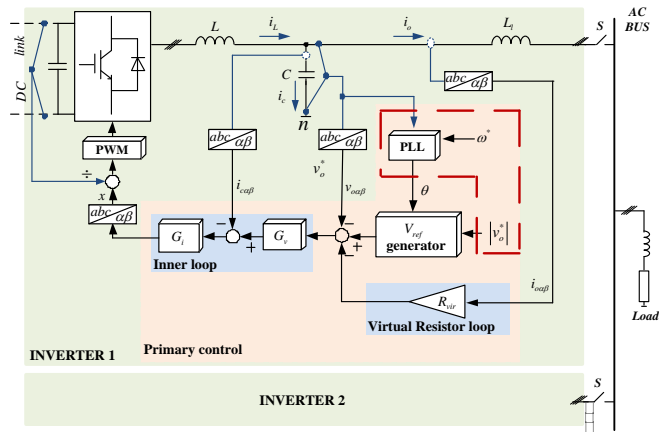 AC
BUS
L
i_L
i_o
L_l
S
DC link
C
i_c
n
abc αβ
abc αβ
abc αβ
PWM
PLL
ω*
÷
x
v_o*
v_oαβ
i_cαβ
θ
abc αβ
G_i
−
+
G_v
−
+
−
V_ref
generator
|v_o*|
Inner loop
i_oαβ
R_vir
Load
Virtual Resistor loop
INVERTER 1
Primary control
INVERTER 2
S